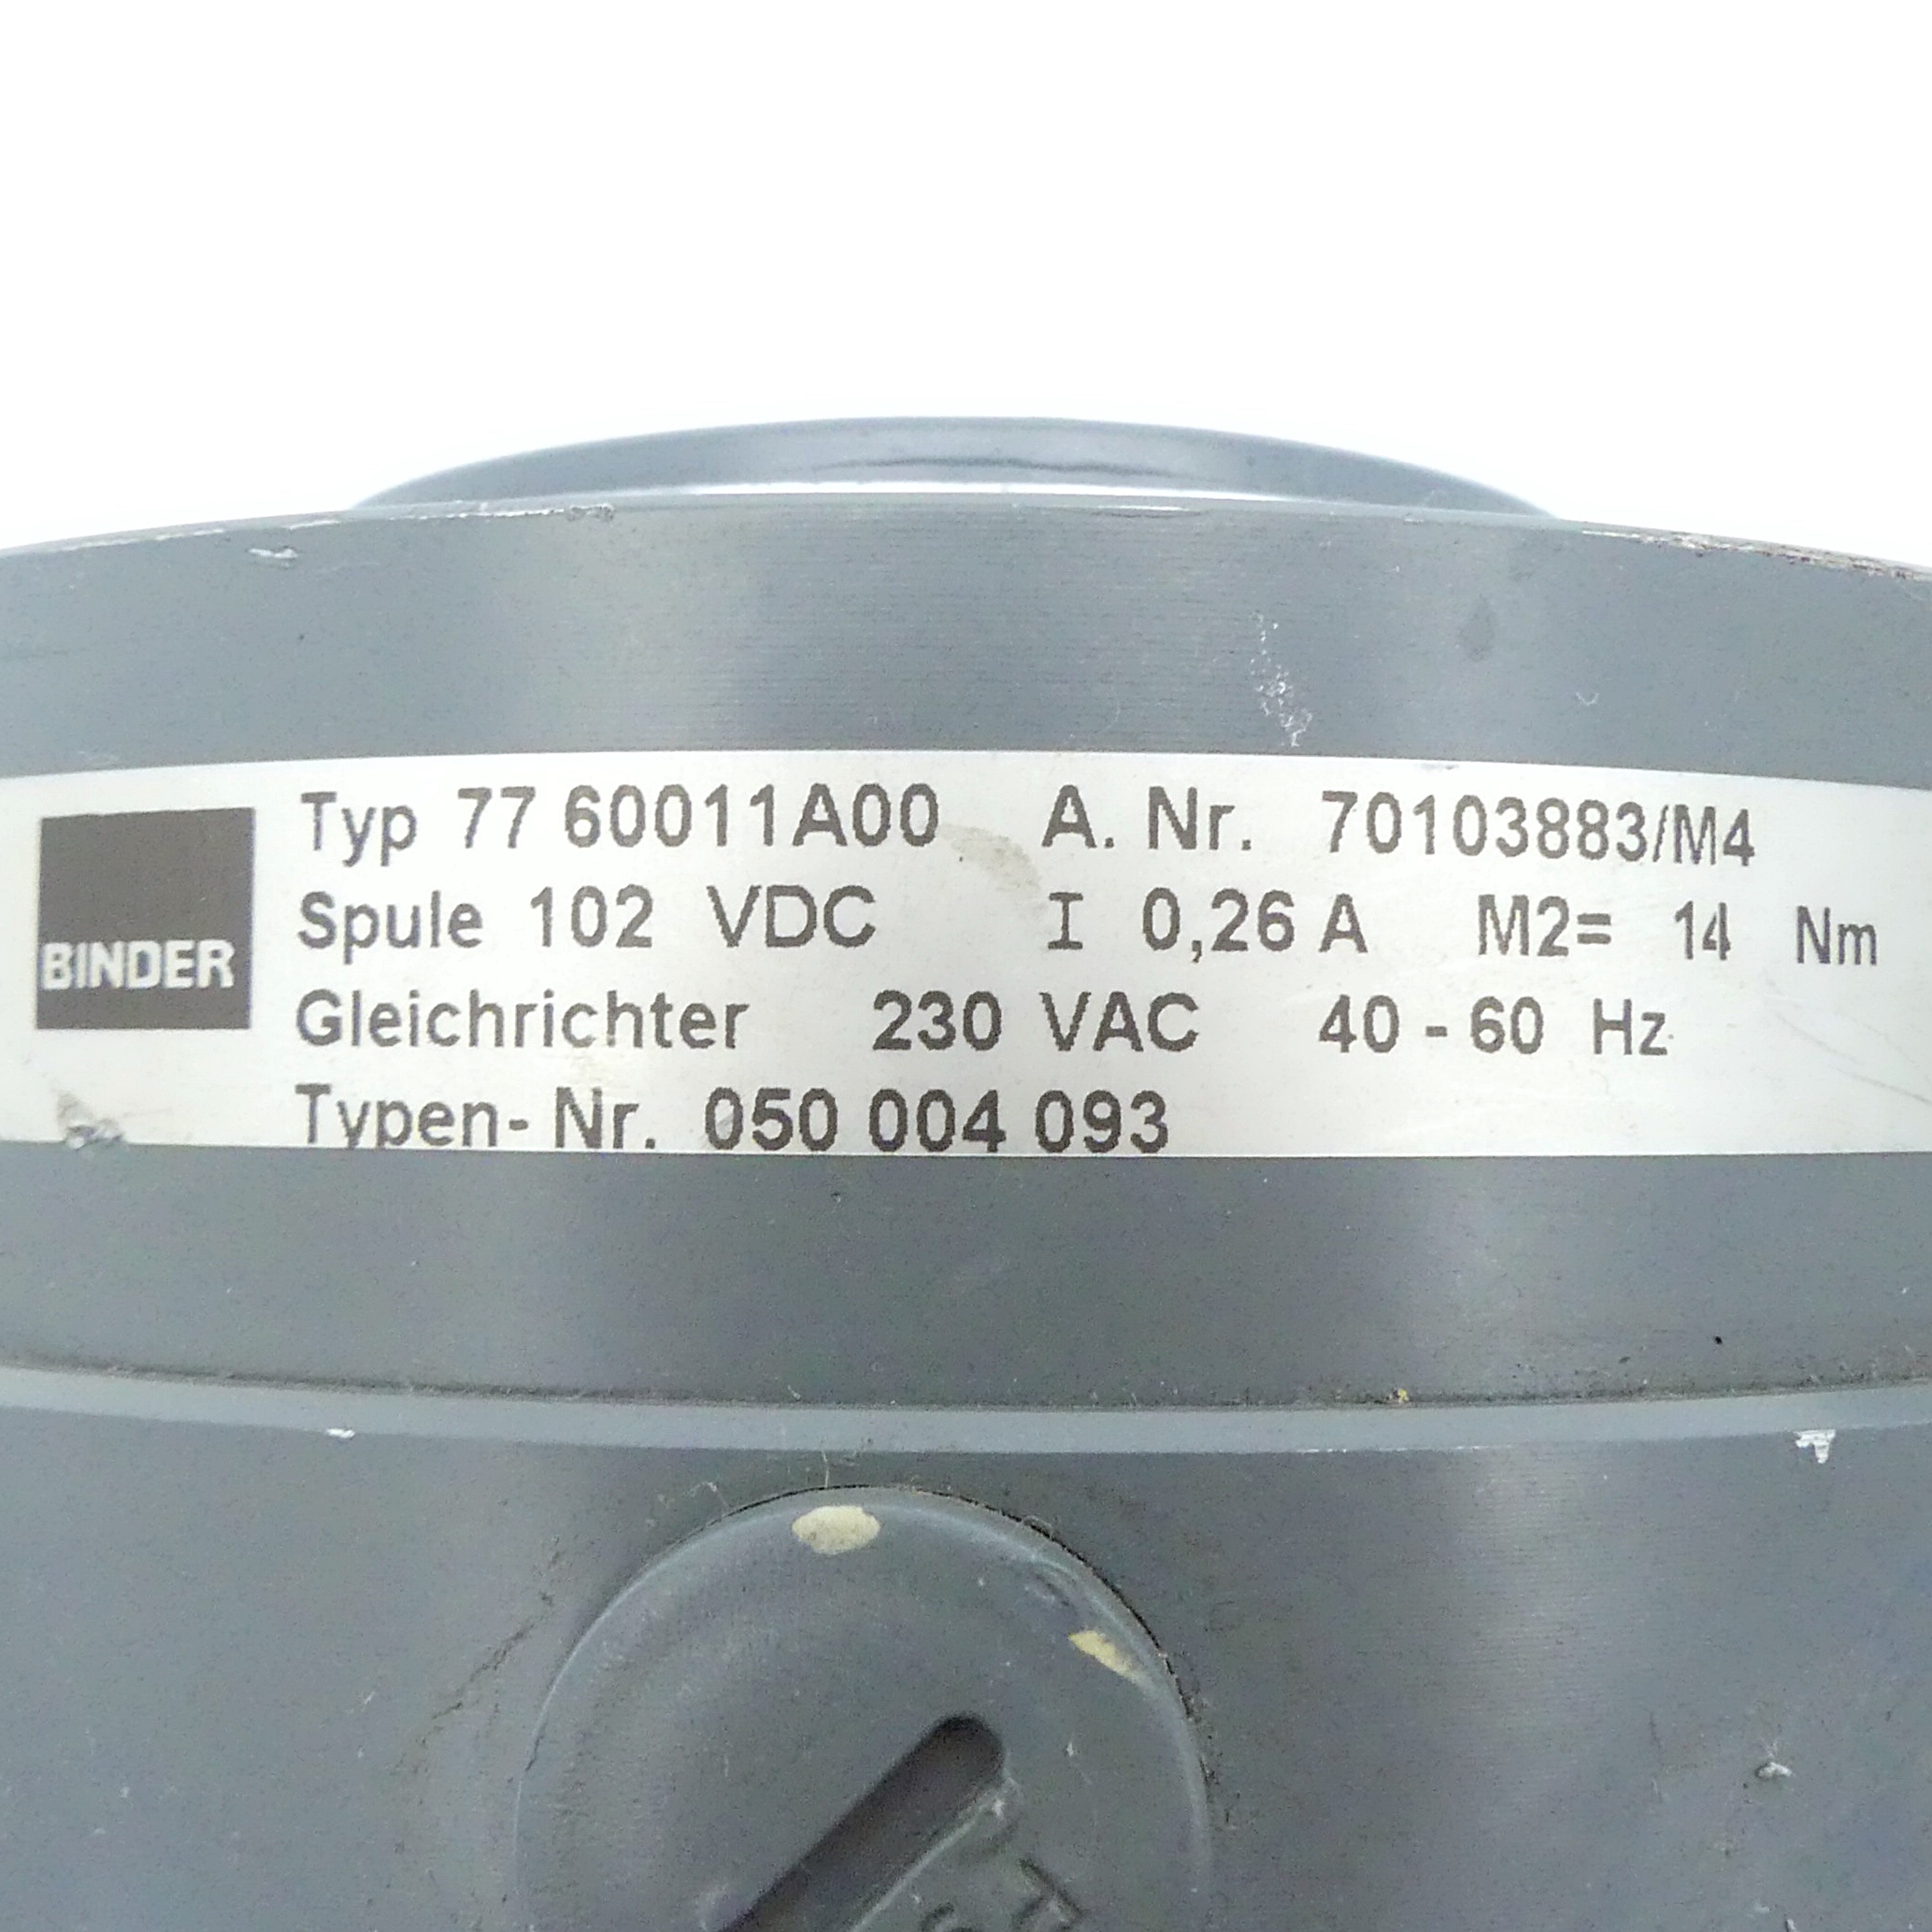 BINDER
Typ 77 60011A00 A. Nr. 70103883/M4
Spule 102 VDC I 0,26 A M2= 14 Nm
Gleichrichter 230 VAC 40 - 60 Hz
Typen- Nr. 050 004 093